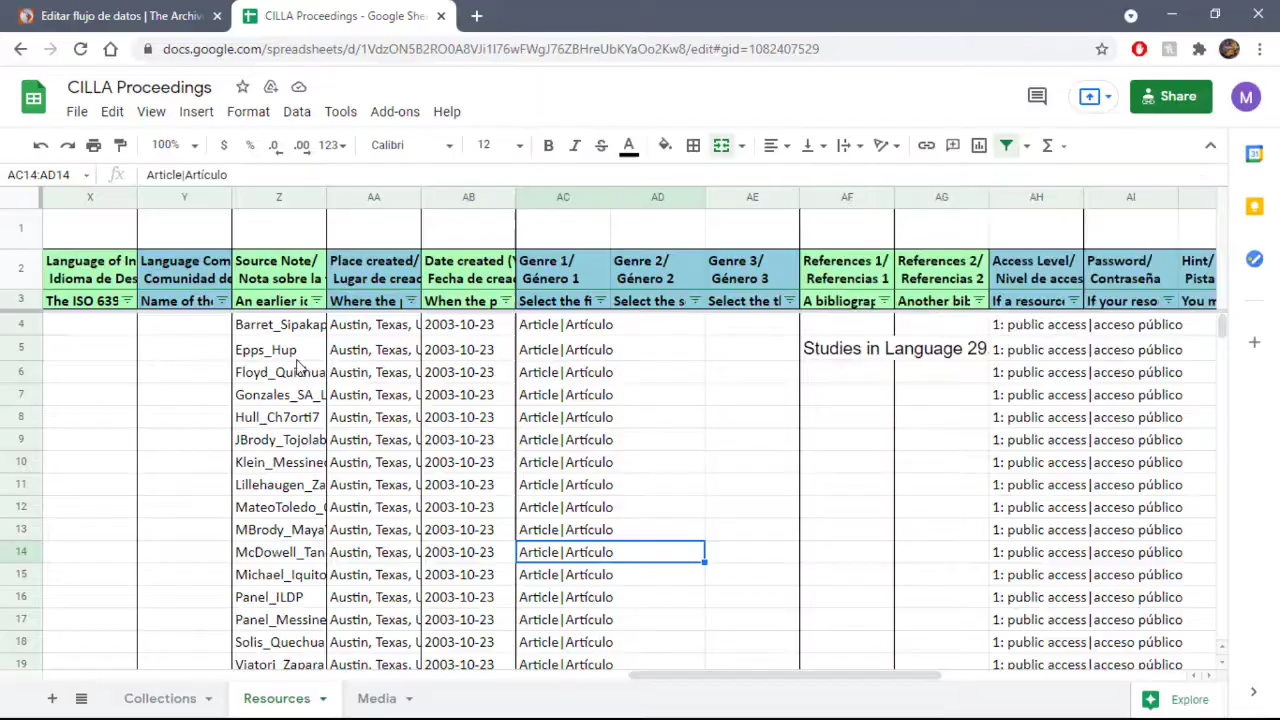 Editar flujo de datos | The Archiv
CILLA Proceedings - Google She
docs.google.com/spreadsheets/d/1VdzON5B2RO0A8VJi1I76wFWgJ76ZBHreUbKYaOo2Kw8/edit#gid=1082407529
CILLA Proceedings
File Edit View Insert Format Data Tools Add-ons Help
Share
M
100% $ % .0 .00 123 Calibri 12 B I S A
AC14:AD14 fx Article|Artículo
X Y Z AA AB AC AD AE AF AG AH AI
1
2 Language of In Language Com Source Note/ Place created/ Date created (Y Genre 1/ Genre 2/ Genre 3/ References 1/ References 2/ Access Level/ Password/ Hint/
Idioma de Des Comunidad de Nota sobre la Lugar de creac Fecha de creac Género 1 Género 2 Género 3 Referencias 1 Referencias 2 Nivel de acces Contraseña Pista
3 The ISO 639 Name of the An earlier ic Where the p When the p Select the fi Select the s Select the tl A bibliograp Another bib If a resourc If your reso You m
4 Barret_Sipakap Austin, Texas, U 2003-10-23 Article|Artículo 1: public access|acceso público
5 Epps_Hup Austin, Texas, U 2003-10-23 Article|Artículo Studies in Language 29 1: public access|acceso público
6 Floyd_Quichua Austin, Texas, U 2003-10-23 Article|Artículo 1: public access|acceso público
7 Gonzales_SA_L Austin, Texas, U 2003-10-23 Article|Artículo 1: public access|acceso público
8 Hull_Ch7orti7 Austin, Texas, U 2003-10-23 Article|Artículo 1: public access|acceso público
9 JBrody_Tojolab Austin, Texas, U 2003-10-23 Article|Artículo 1: public access|acceso público
10 Klein_Messinec Austin, Texas, U 2003-10-23 Article|Artículo 1: public access|acceso público
11 Lillehaugen_Za Austin, Texas, U 2003-10-23 Article|Artículo 1: public access|acceso público
12 MateoToledo_ Austin, Texas, U 2003-10-23 Article|Artículo 1: public access|acceso público
13 MBrody_Maya Austin, Texas, U 2003-10-23 Article|Artículo 1: public access|acceso público
14 McDowell_Tan Austin, Texas, U 2003-10-23 Article|Artículo 1: public access|acceso público
15 Michael_Iquito Austin, Texas, U 2003-10-23 Article|Artículo 1: public access|acceso público
16 Panel_ILDP Austin, Texas, U 2003-10-23 Article|Artículo 1: public access|acceso público
17 Panel_Messine Austin, Texas, U 2003-10-23 Article|Artículo 1: public access|acceso público
18 Solis_Quechua Austin, Texas, U 2003-10-23 Article|Artículo 1: public access|acceso público
19 Viatori_Zapara Austin, Texas, U 2003-10-23 Article|Artículo 1: public access|acceso público
Collections Resources Media Explore